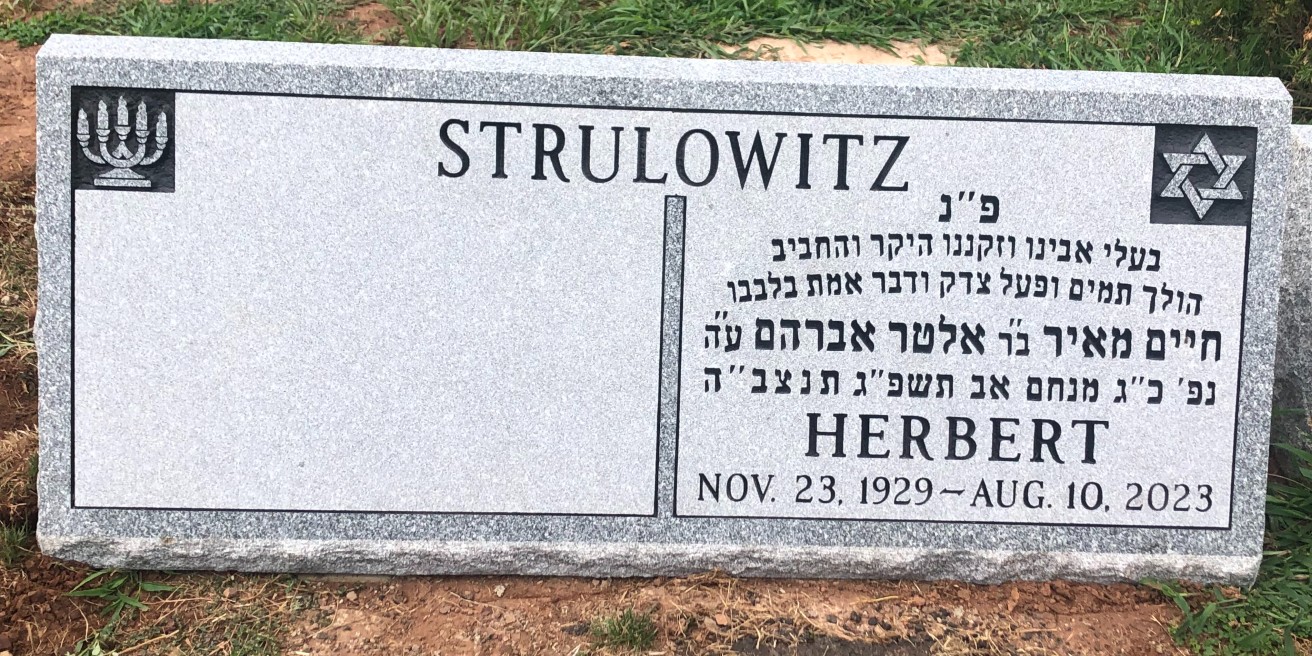 STRULOWITZ
פ״נ
בעלי אבינו וזקננו היקר והחביב
הולך תמים ופעל צדק ודבר אמת בלבבו
חיים מאיר ב״ר אלטר אברהם ע״ה
נפ׳ כ״ג מנחם אב תשפ״ג תנצב״ה
HERBERT
NOV. 23, 1929 – AUG. 10, 2023